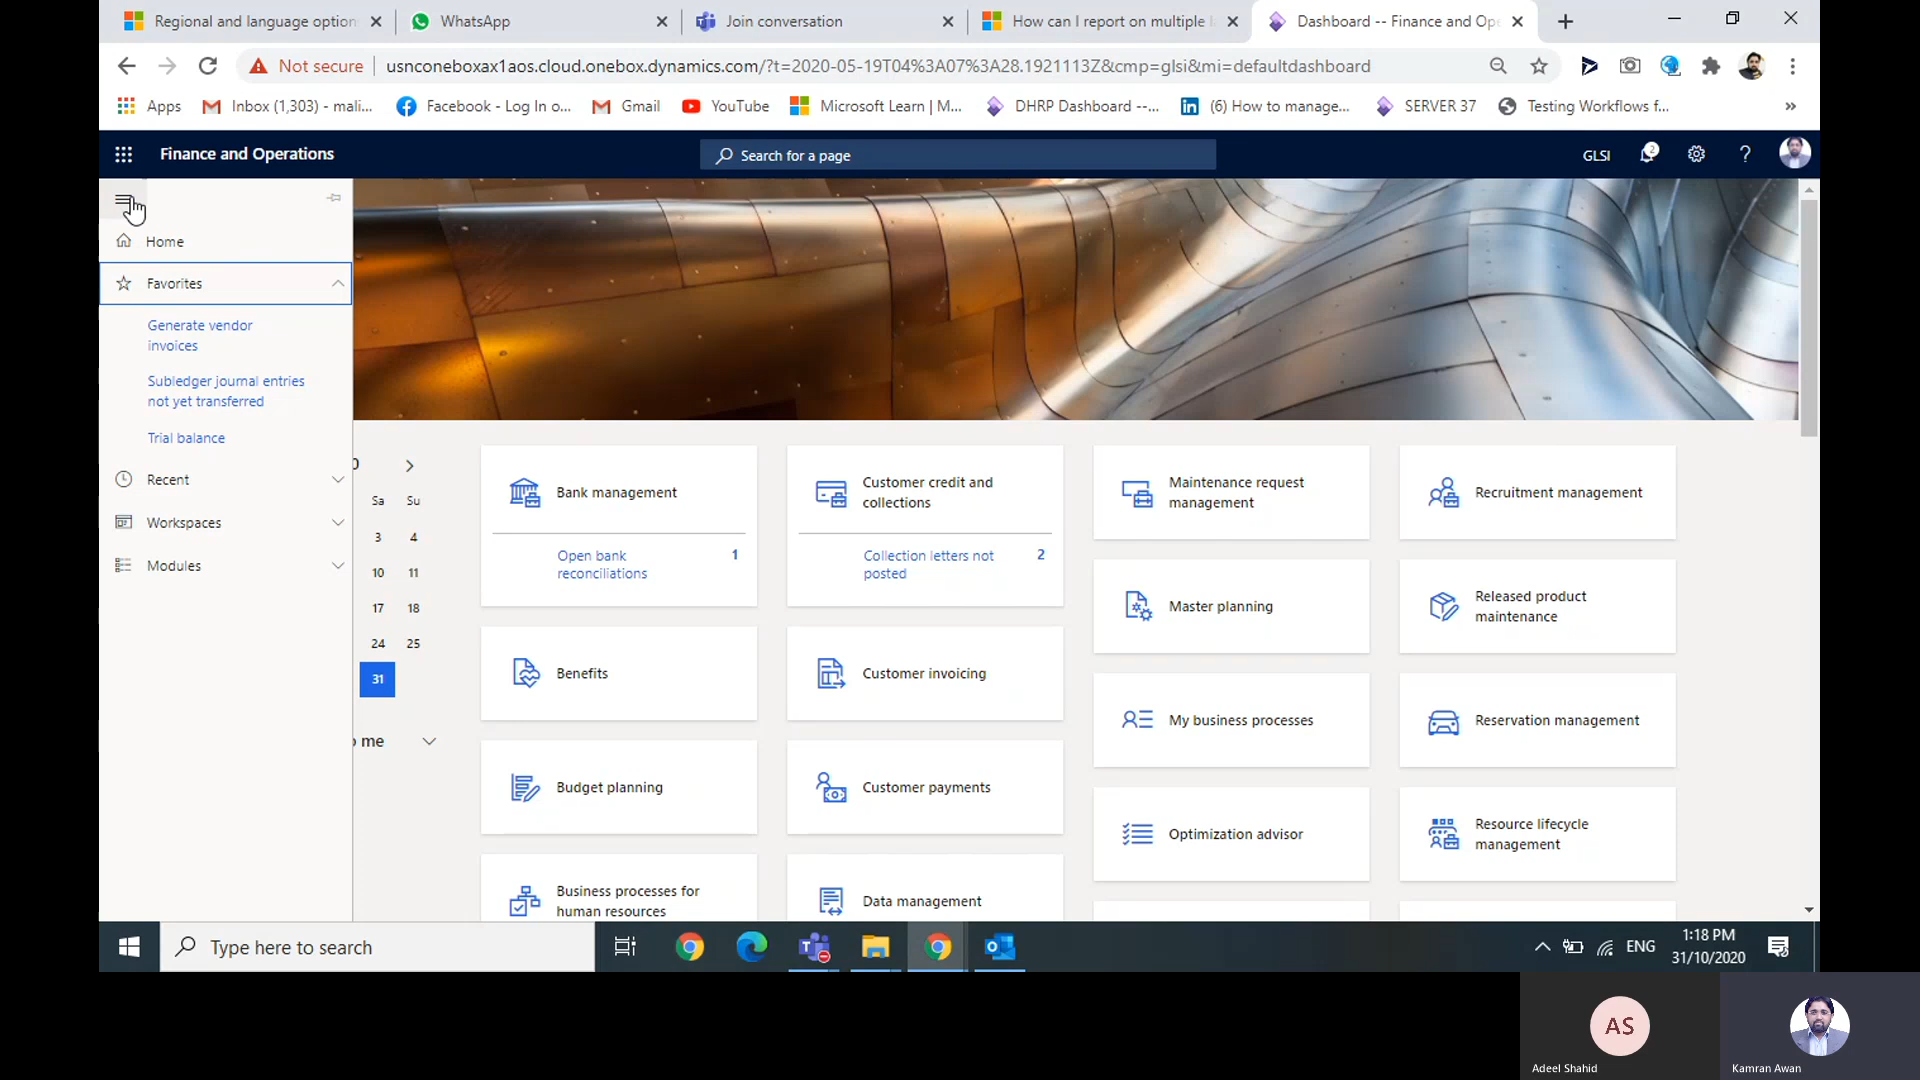 Regional and language option
WhatsApp
Join conversation
How can I report on multiple l
Dashboard -- Finance and Ope
Not secure
usnconeboxax1aos.cloud.onebox.dynamics.com/?t=2020-05-19T04%3A07%3A28.1921113Z&cmp=glsi&mi=defaultdashboard
Apps
Inbox (1,303) - mali...
Facebook - Log In o...
Gmail
YouTube
Microsoft Learn | M...
DHRP Dashboard --...
(6) How to manage...
SERVER 37
Testing Workflows f...
Finance and Operations
Search for a page
GLSI
2
?
Home
Favorites
Generate vendor
invoices
Subledger journal entries
not yet transferred
Trial balance
Recent
Workspaces
Modules
0
Sa Su
3 4
10 11
17 18
24 25
31
o me
Bank management
Open bank
reconciliations
1
Benefits
Budget planning
Business processes for
human resources
Customer credit and
collections
Collection letters not
posted
2
Customer invoicing
Customer payments
Data management
Maintenance request
management
Master planning
My business processes
Optimization advisor
Recruitment management
Released product
maintenance
Reservation management
Resource lifecycle
management
Type here to search
ENG
1:18 PM
31/10/2020
AS
Adeel Shahid
Kamran Awan